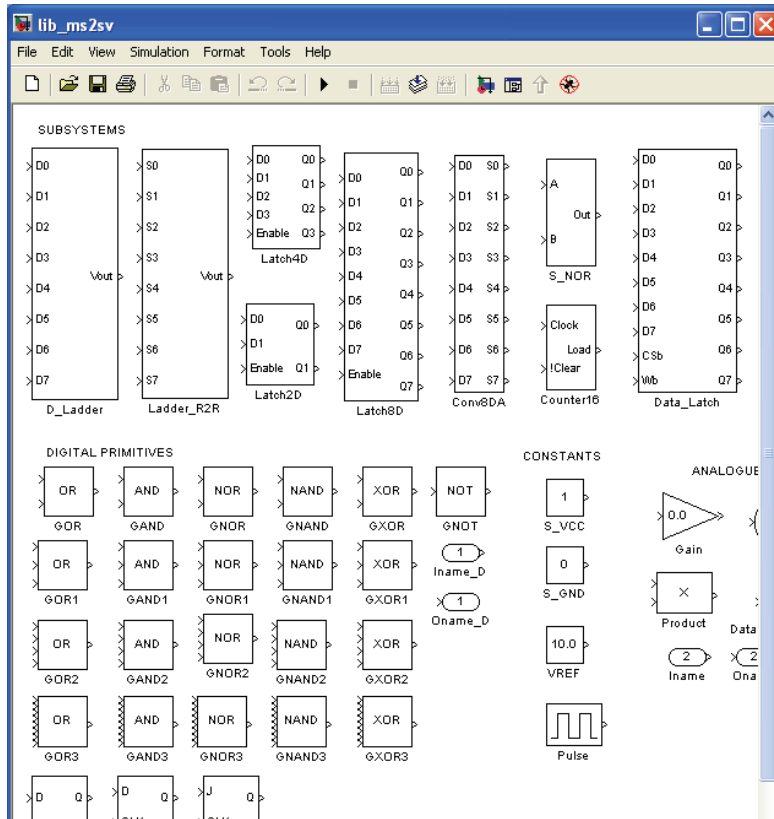 lib_ms2sv
File Edit View Simulation Format Tools Help
SUBSYSTEMS
D0
D1
D2
D3
D4
D5
D6
D7
Vout
D_Ladder
S0
S1
S2
S3
S4
S5
S6
S7
Vout
Ladder_R2R
D0 Q0
D1 Q1
D2 Q2
D3
Enable Q3
Latch4D
D0 Q0
D1
Enable Q1
Latch2D
D0 Q0
D1 Q1
D2 Q2
D3 Q3
D4 Q4
D5 Q5
D6 Q6
D7
Enable Q7
Latch8D
D0 S0
D1 S1
D2 S2
D3 S3
D4 S4
D5 S5
D6 S6
D7 S7
Conv8DA
A
Out
B
S_NOR
Clock
Load
!Clear
Counter16
D0 Q0
D1 Q1
D2 Q2
D3 Q3
D4 Q4
D5 Q5
D6
D7 Q6
CSb
Wb Q7
Data_Latch
DIGITAL PRIMITIVES
OR AND NOR NAND XOR NOT
GOR GAND GNOR GNAND GXOR GNOT
OR AND NOR NAND XOR
GOR1 GAND1 GNOR1 GNAND1 GXOR1
1
Iname_D
1
Oname_D
OR AND NOR NAND XOR
GOR2 GAND2 GNOR2 GNAND2 GXOR2
OR AND NOR NAND XOR
GOR3 GAND3 GNOR3 GNAND3 GXOR3
D Q D Q J Q
CONSTANTS
1
S_VCC
0
S_GND
10.0
VREF
Pulse
ANALOGUE
0.0
Gain
×
Product Data
2 2
Iname Ona